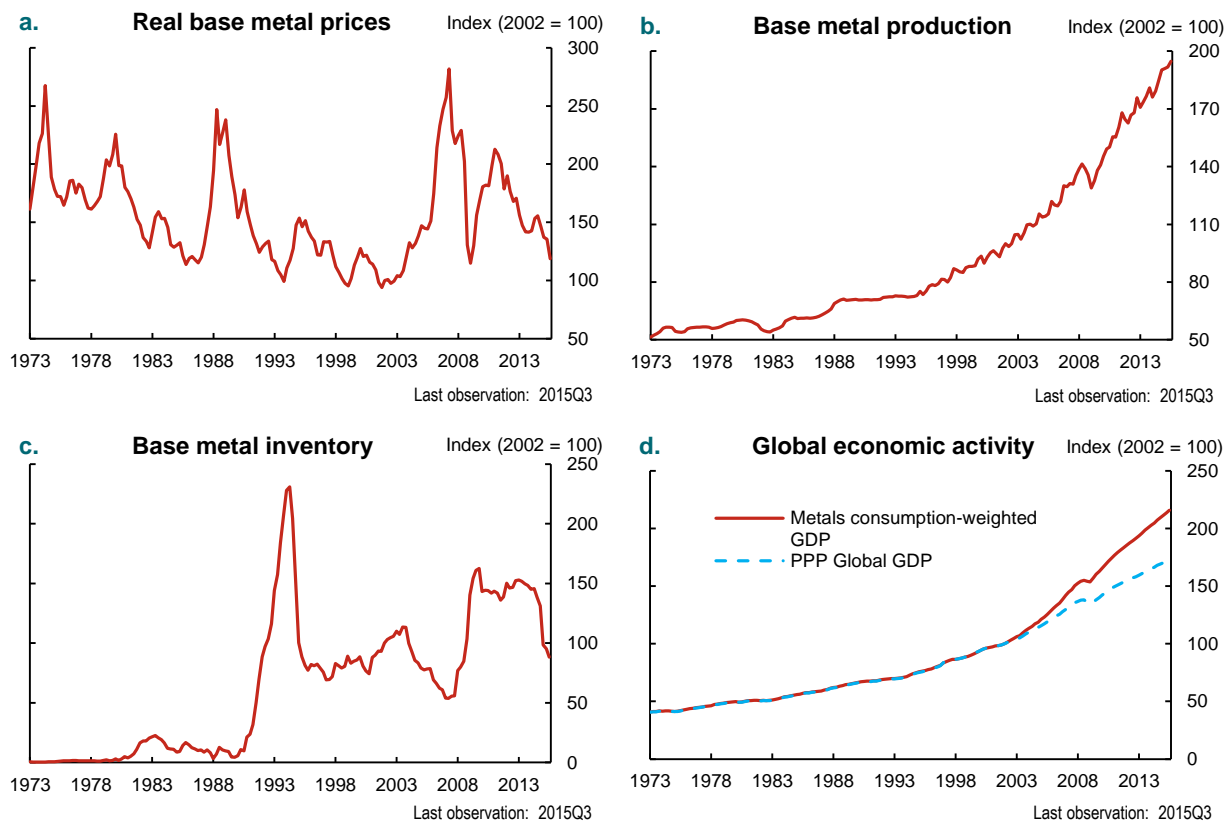 a. Real base metal prices Index (2002 = 100)
300
250
200
150
100
50
1973 1978 1983 1988 1993 1998 2003 2008 2013
Last observation: 2015Q3
b. Base metal production Index (2002 = 100)
200
170
140
110
80
50
1973 1978 1983 1988 1993 1998 2003 2008 2013
Last observation: 2015Q3
c. Base metal inventory Index (2002 = 100)
250
200
150
100
50
0
1973 1978 1983 1988 1993 1998 2003 2008 2013
Last observation: 2015Q3
d. Global economic activity Index (2002 = 100)
250
200
150
100
50
0
Metals consumption-weighted
GDP
PPP Global GDP
1973 1978 1983 1988 1993 1998 2003 2008 2013
Last observation: 2015Q3